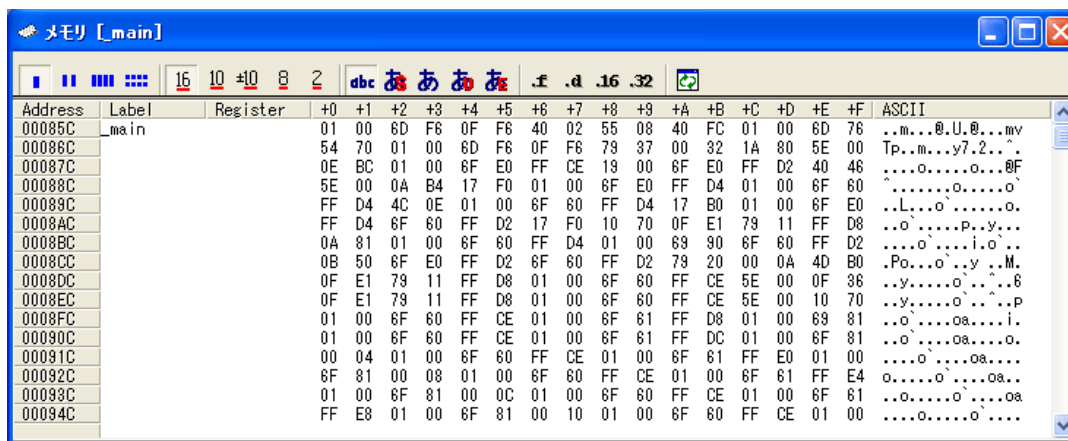 メモリ [_main]
16 10 ±10 8 2 abc あS あ あU あE .f .d .16 .32
Address Label Register +0 +1 +2 +3 +4 +5 +6 +7 +8 +9 +A +B +C +D +E +F ASCII
00085C _main 01 00 6D F6 0F F6 40 02 55 08 40 FC 01 00 6D 76 ..m...@.U.@...mv
00086C 54 70 01 00 6D F6 0F F6 79 37 00 32 1A 80 5E 00 Tp..m...y7.2..^.
00087C 0E BC 01 00 6F E0 FF CE 19 00 6F E0 FF D2 40 46 ....o.....o...@F
00088C 5E 00 0A B4 17 F0 01 00 6F E0 FF D4 01 00 6F 60 ^.......o.....o`
00089C FF D4 4C 0E 01 00 6F 60 FF D4 17 B0 01 00 6F E0 ..L...o`......o.
0008AC FF D4 6F 60 FF D2 17 F0 10 70 0F E1 79 11 FF D8 ..o`.....p..y...
0008BC 0A 81 01 00 6F 60 FF D4 01 00 69 90 6F 60 FF D2 ....o`....i.o`..
0008CC 0B 50 6F E0 FF D2 6F 60 FF D2 79 20 00 0A 4D B0 .Po...o`..y ..M.
0008DC 0F E1 79 11 FF D8 01 00 6F 60 FF CE 5E 00 0F 36 ..y.....o`..^..6
0008EC 0F E1 79 11 FF D8 01 00 6F 60 FF CE 5E 00 10 70 ..y.....o`..^..p
0008FC 01 00 6F 60 FF CE 01 00 6F 61 FF D8 01 00 69 81 ..o`....oa....i.
00090C 01 00 6F 60 FF CE 01 00 6F 61 FF DC 01 00 6F 81 ..o`....oa....o.
00091C 00 04 01 00 6F 60 FF CE 01 00 6F 61 FF E0 01 00 ....o`....oa....
00092C 6F 81 00 08 01 00 6F 60 FF CE 01 00 6F 61 FF E4 o.....o`....oa..
00093C 01 00 6F 81 00 0C 01 00 6F 60 FF CE 01 00 6F 61 ..o.....o`....oa
00094C FF E8 01 00 6F 81 00 10 01 00 6F 60 FF CE 01 00 ....o.....o`....